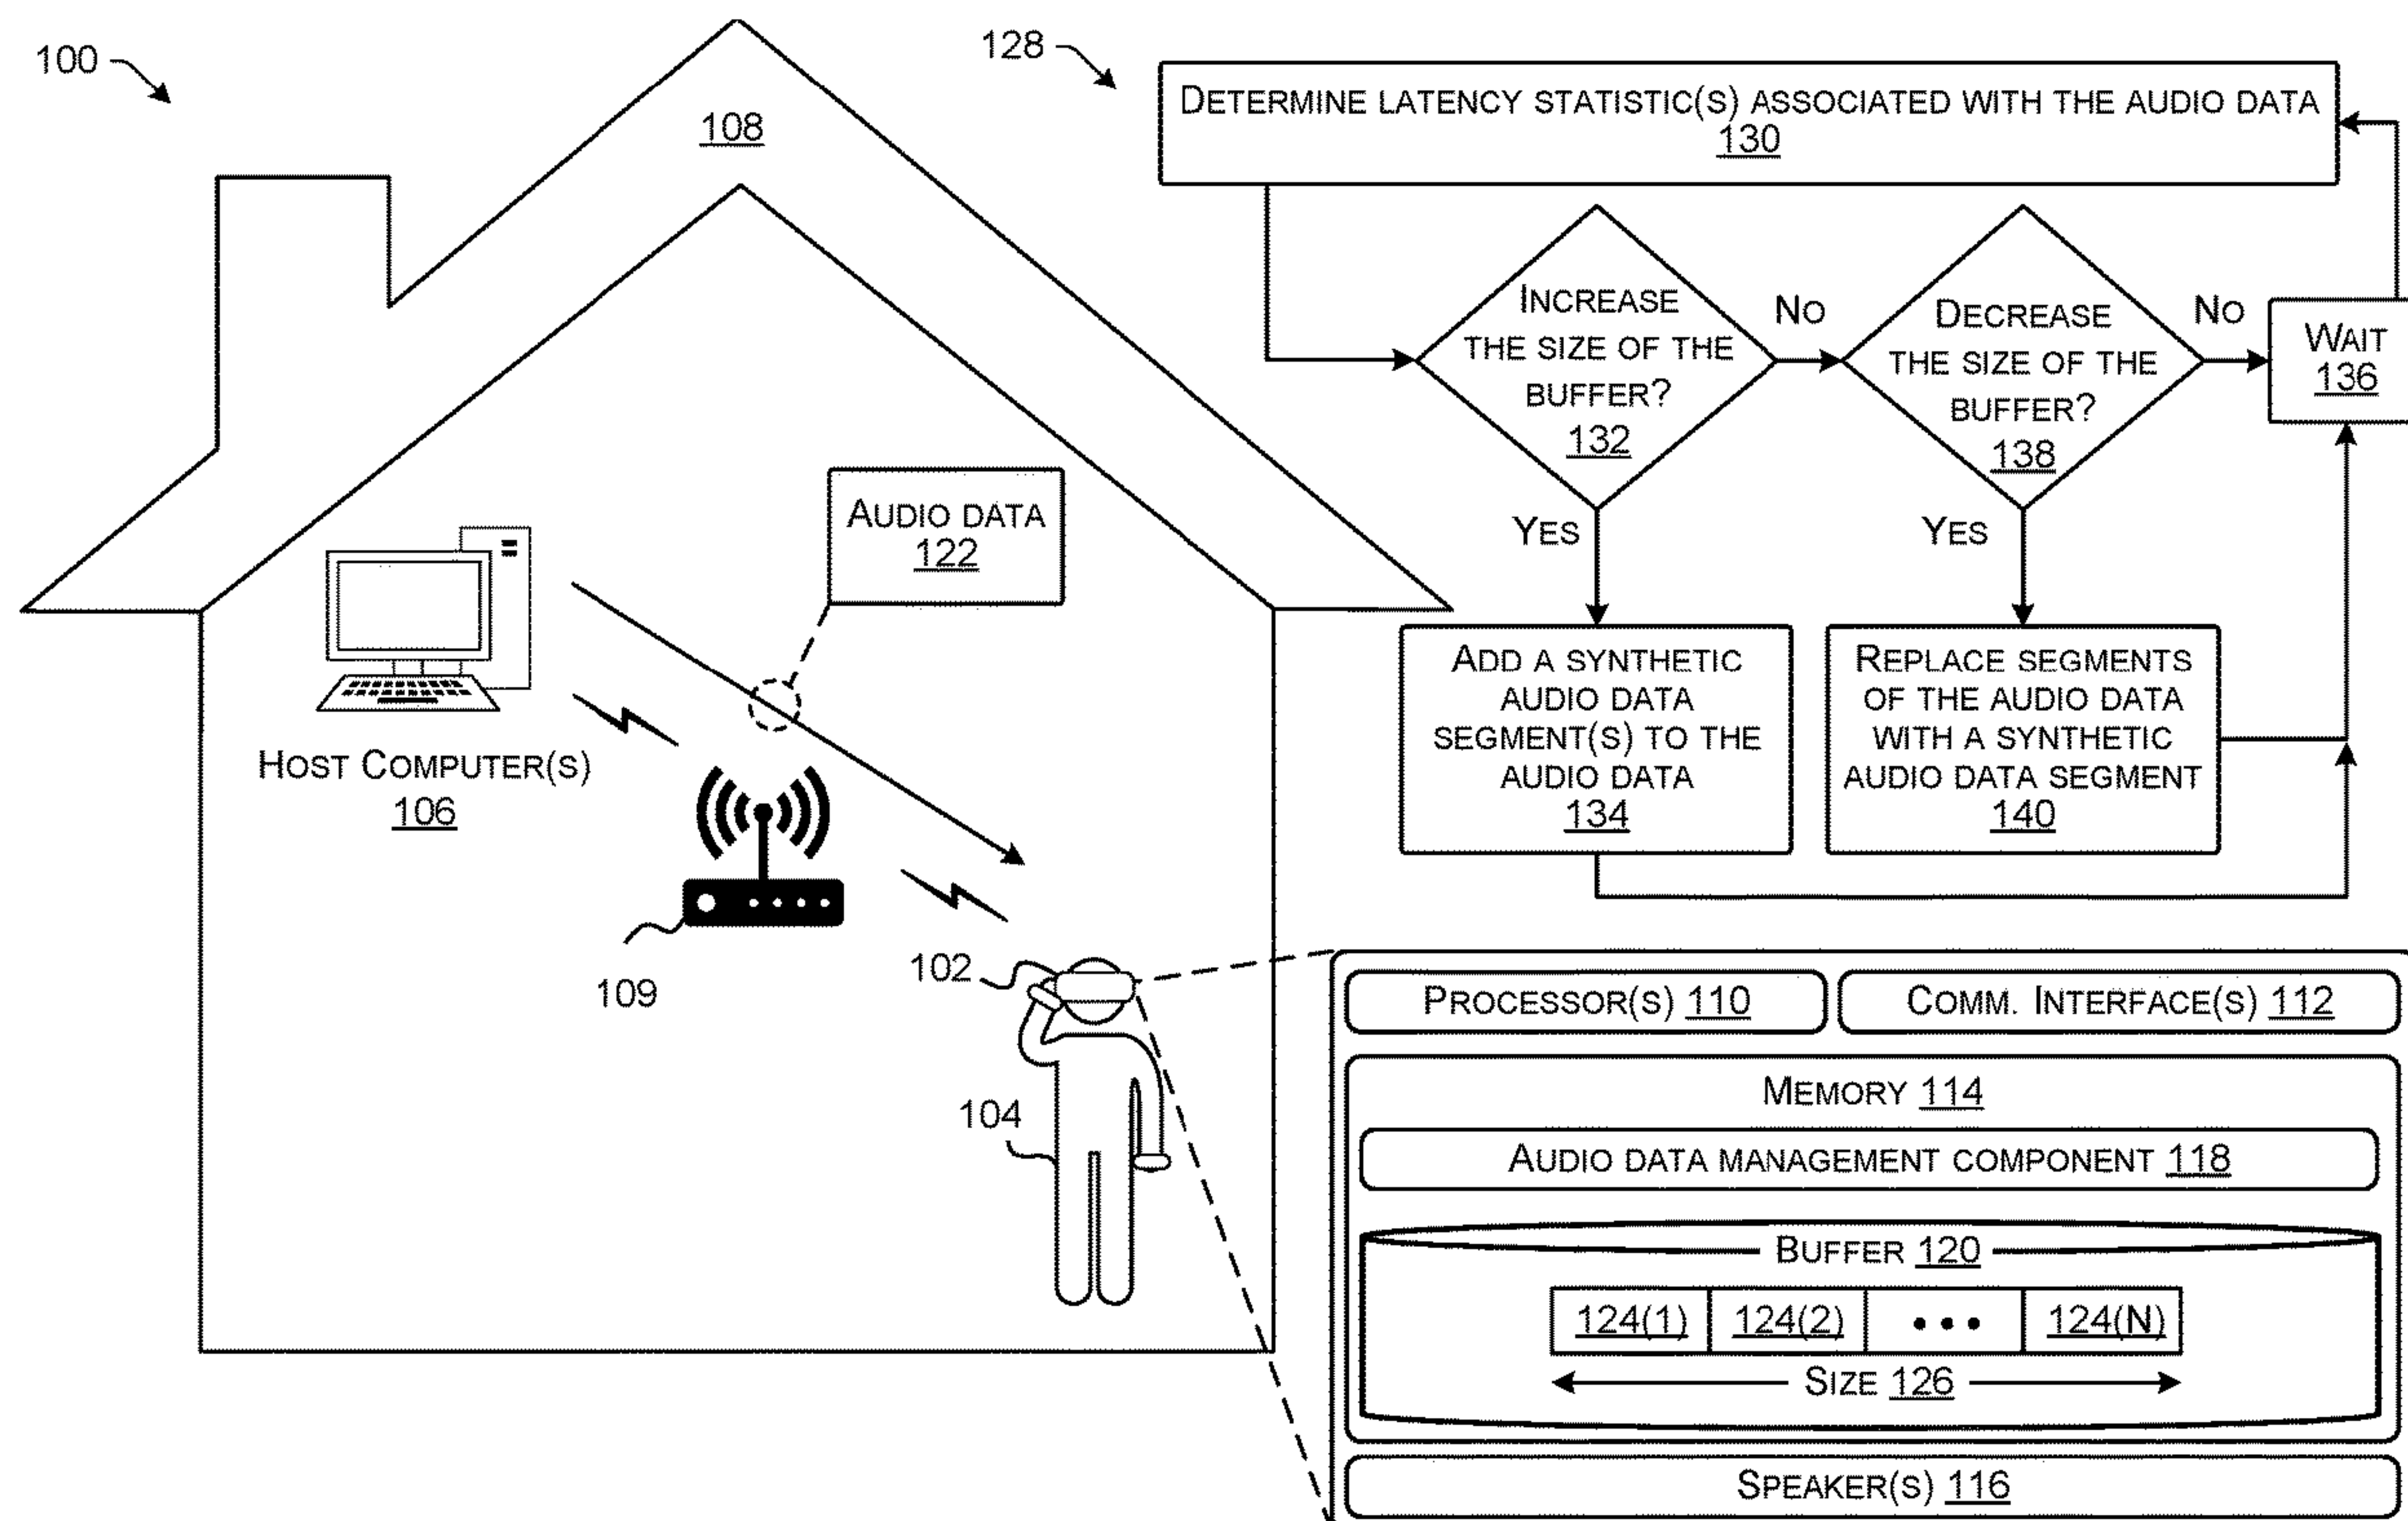 100
108
128
DETERMINE LATENCY STATISTIC(S) ASSOCIATED WITH THE AUDIO DATA
130
INCREASE
THE SIZE OF THE
BUFFER?
132
NO
DECREASE
THE SIZE OF THE
BUFFER?
138
NO
WAIT
136
YES
YES
ADD A SYNTHETIC
AUDIO DATA
SEGMENT(S) TO THE
AUDIO DATA
134
REPLACE SEGMENTS
OF THE AUDIO DATA
WITH A SYNTHETIC
AUDIO DATA SEGMENT
140
AUDIO DATA
122
HOST COMPUTER(S)
106
109
102
104
PROCESSOR(S) 110
COMM. INTERFACE(S) 112
MEMORY 114
AUDIO DATA MANAGEMENT COMPONENT 118
BUFFER 120
124(1) 124(2) • • • 124(N)
SIZE 126
SPEAKER(S) 116